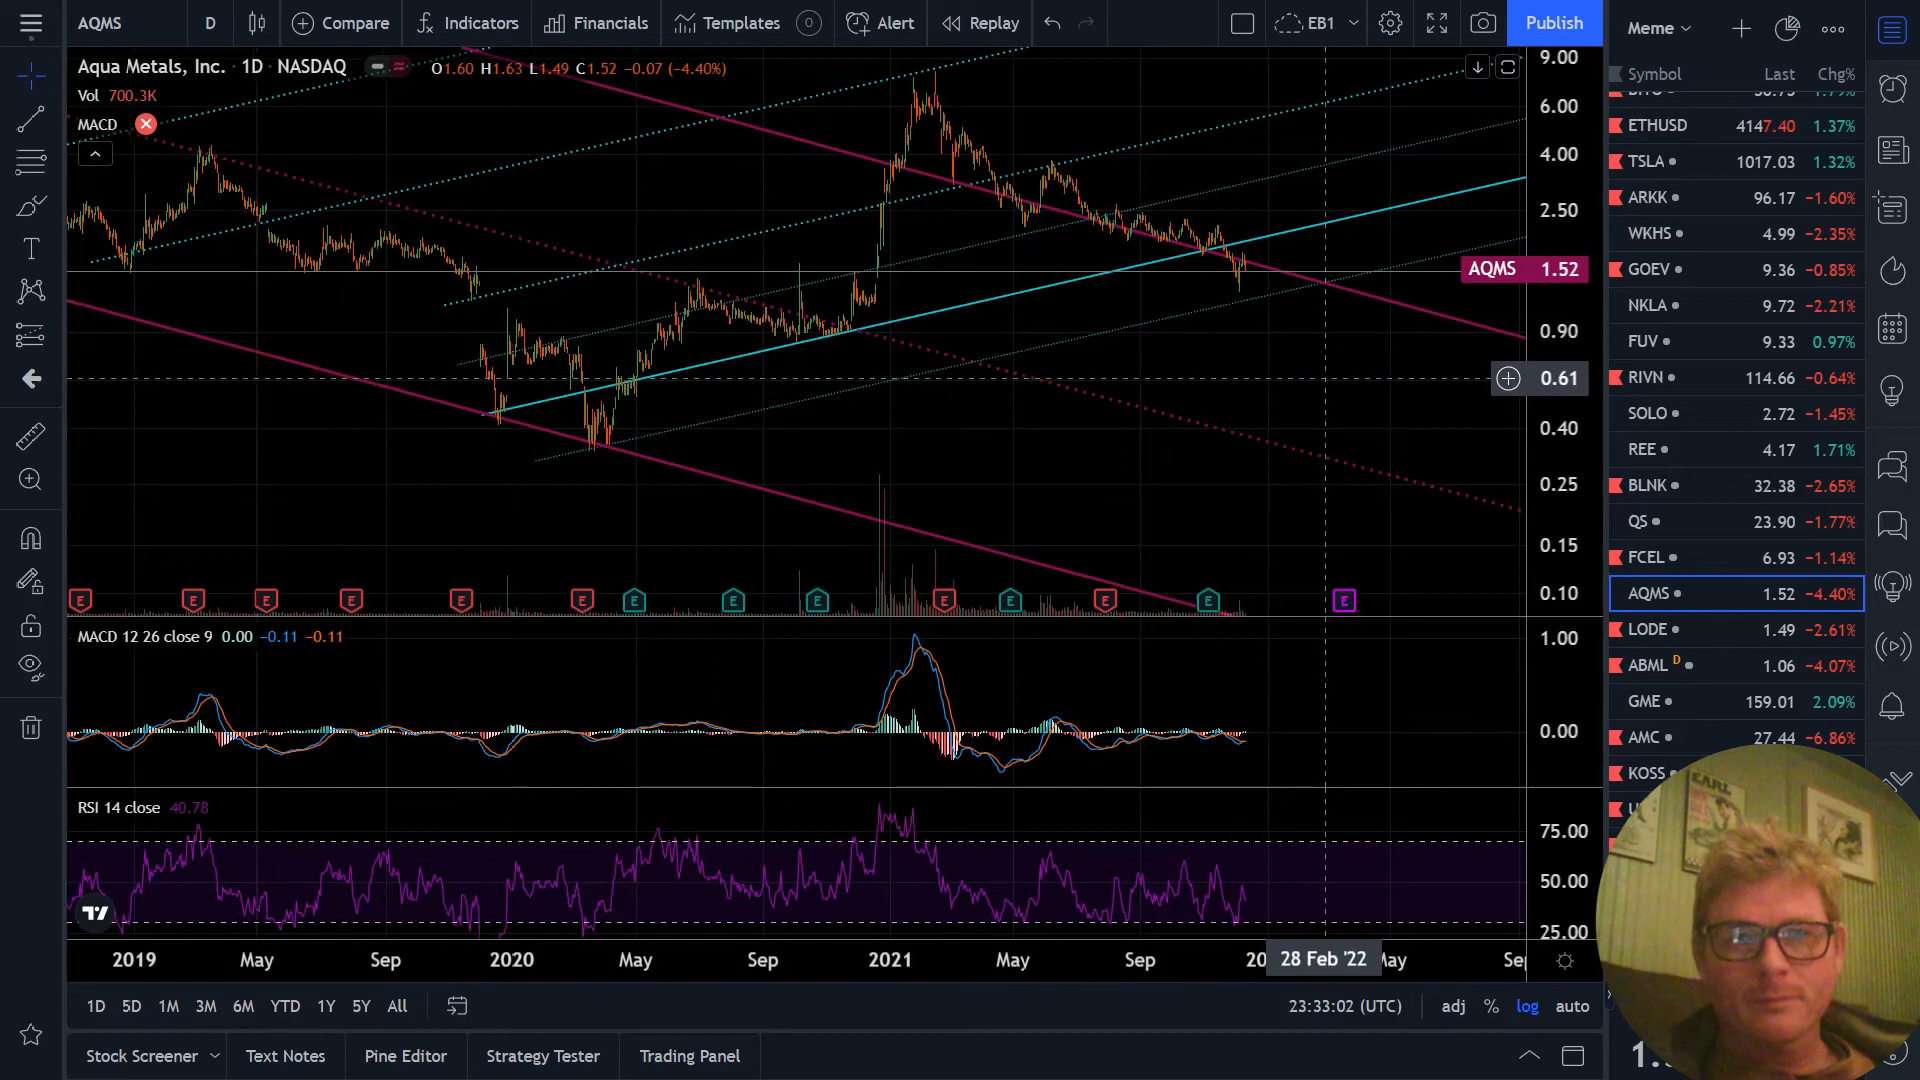 AQMS D Compare Indicators Financials Templates Alert Replay EB1 Publish
Meme
Aqua Metals, Inc. · 1D · NASDAQ O1.60 H1.63 L1.49 C1.52 −0.07 (−4.40%)
Vol 700.3K
MACD
9.00
6.00
4.00
2.50
AQMS 1.52
0.90
0.61
0.40
0.25
0.15
0.10
E E E E E E E E E E E E E E
MACD 12 26 close 9 0.00 −0.11 −0.11
1.00
0.00
RSI 14 close 40.78
75.00
50.00
25.00
2019 May Sep 2020 May Sep 2021 May Sep 20 28 Feb '22 May Sep
1D 5D 1M 3M 6M YTD 1Y 5Y All 23:33:02 (UTC) adj % log auto
Stock Screener Text Notes Pine Editor Strategy Tester Trading Panel
Symbol Last Chg%
ETHUSD 4147.40 1.37%
TSLA 1017.03 1.32%
ARKK 96.17 −1.60%
WKHS 4.99 −2.35%
GOEV 9.36 −0.85%
NKLA 9.72 −2.21%
FUV 9.33 0.97%
RIVN 114.66 −0.64%
SOLO 2.72 −1.45%
REE 4.17 1.71%
BLNK 32.38 −2.65%
QS 23.90 −1.77%
FCEL 6.93 −1.14%
AQMS 1.52 −4.40%
LODE 1.49 −2.61%
ABML D 1.06 −4.07%
GME 159.01 2.09%
AMC 27.44 −6.86%
KOSS
EARL